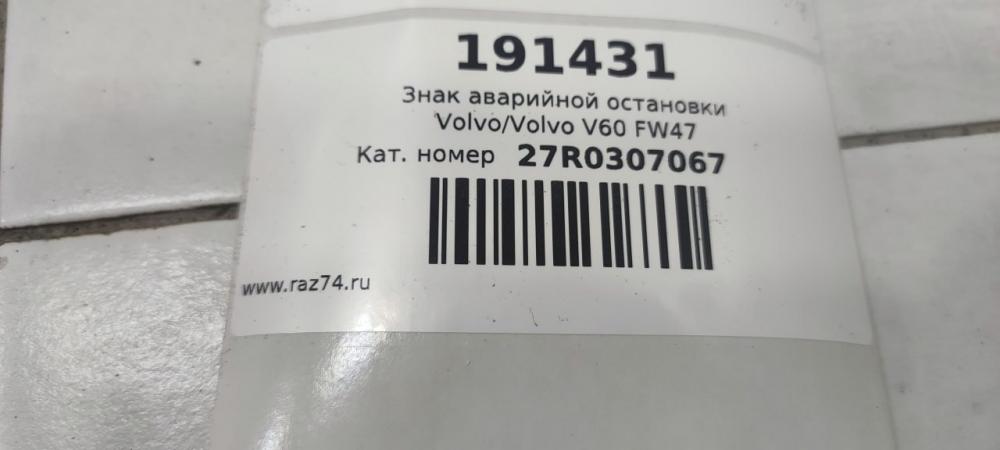 191431
Знак аварийной остановки
Volvo/Volvo V60 FW47
Кат. номер 27R0307067
www.raz74.ru